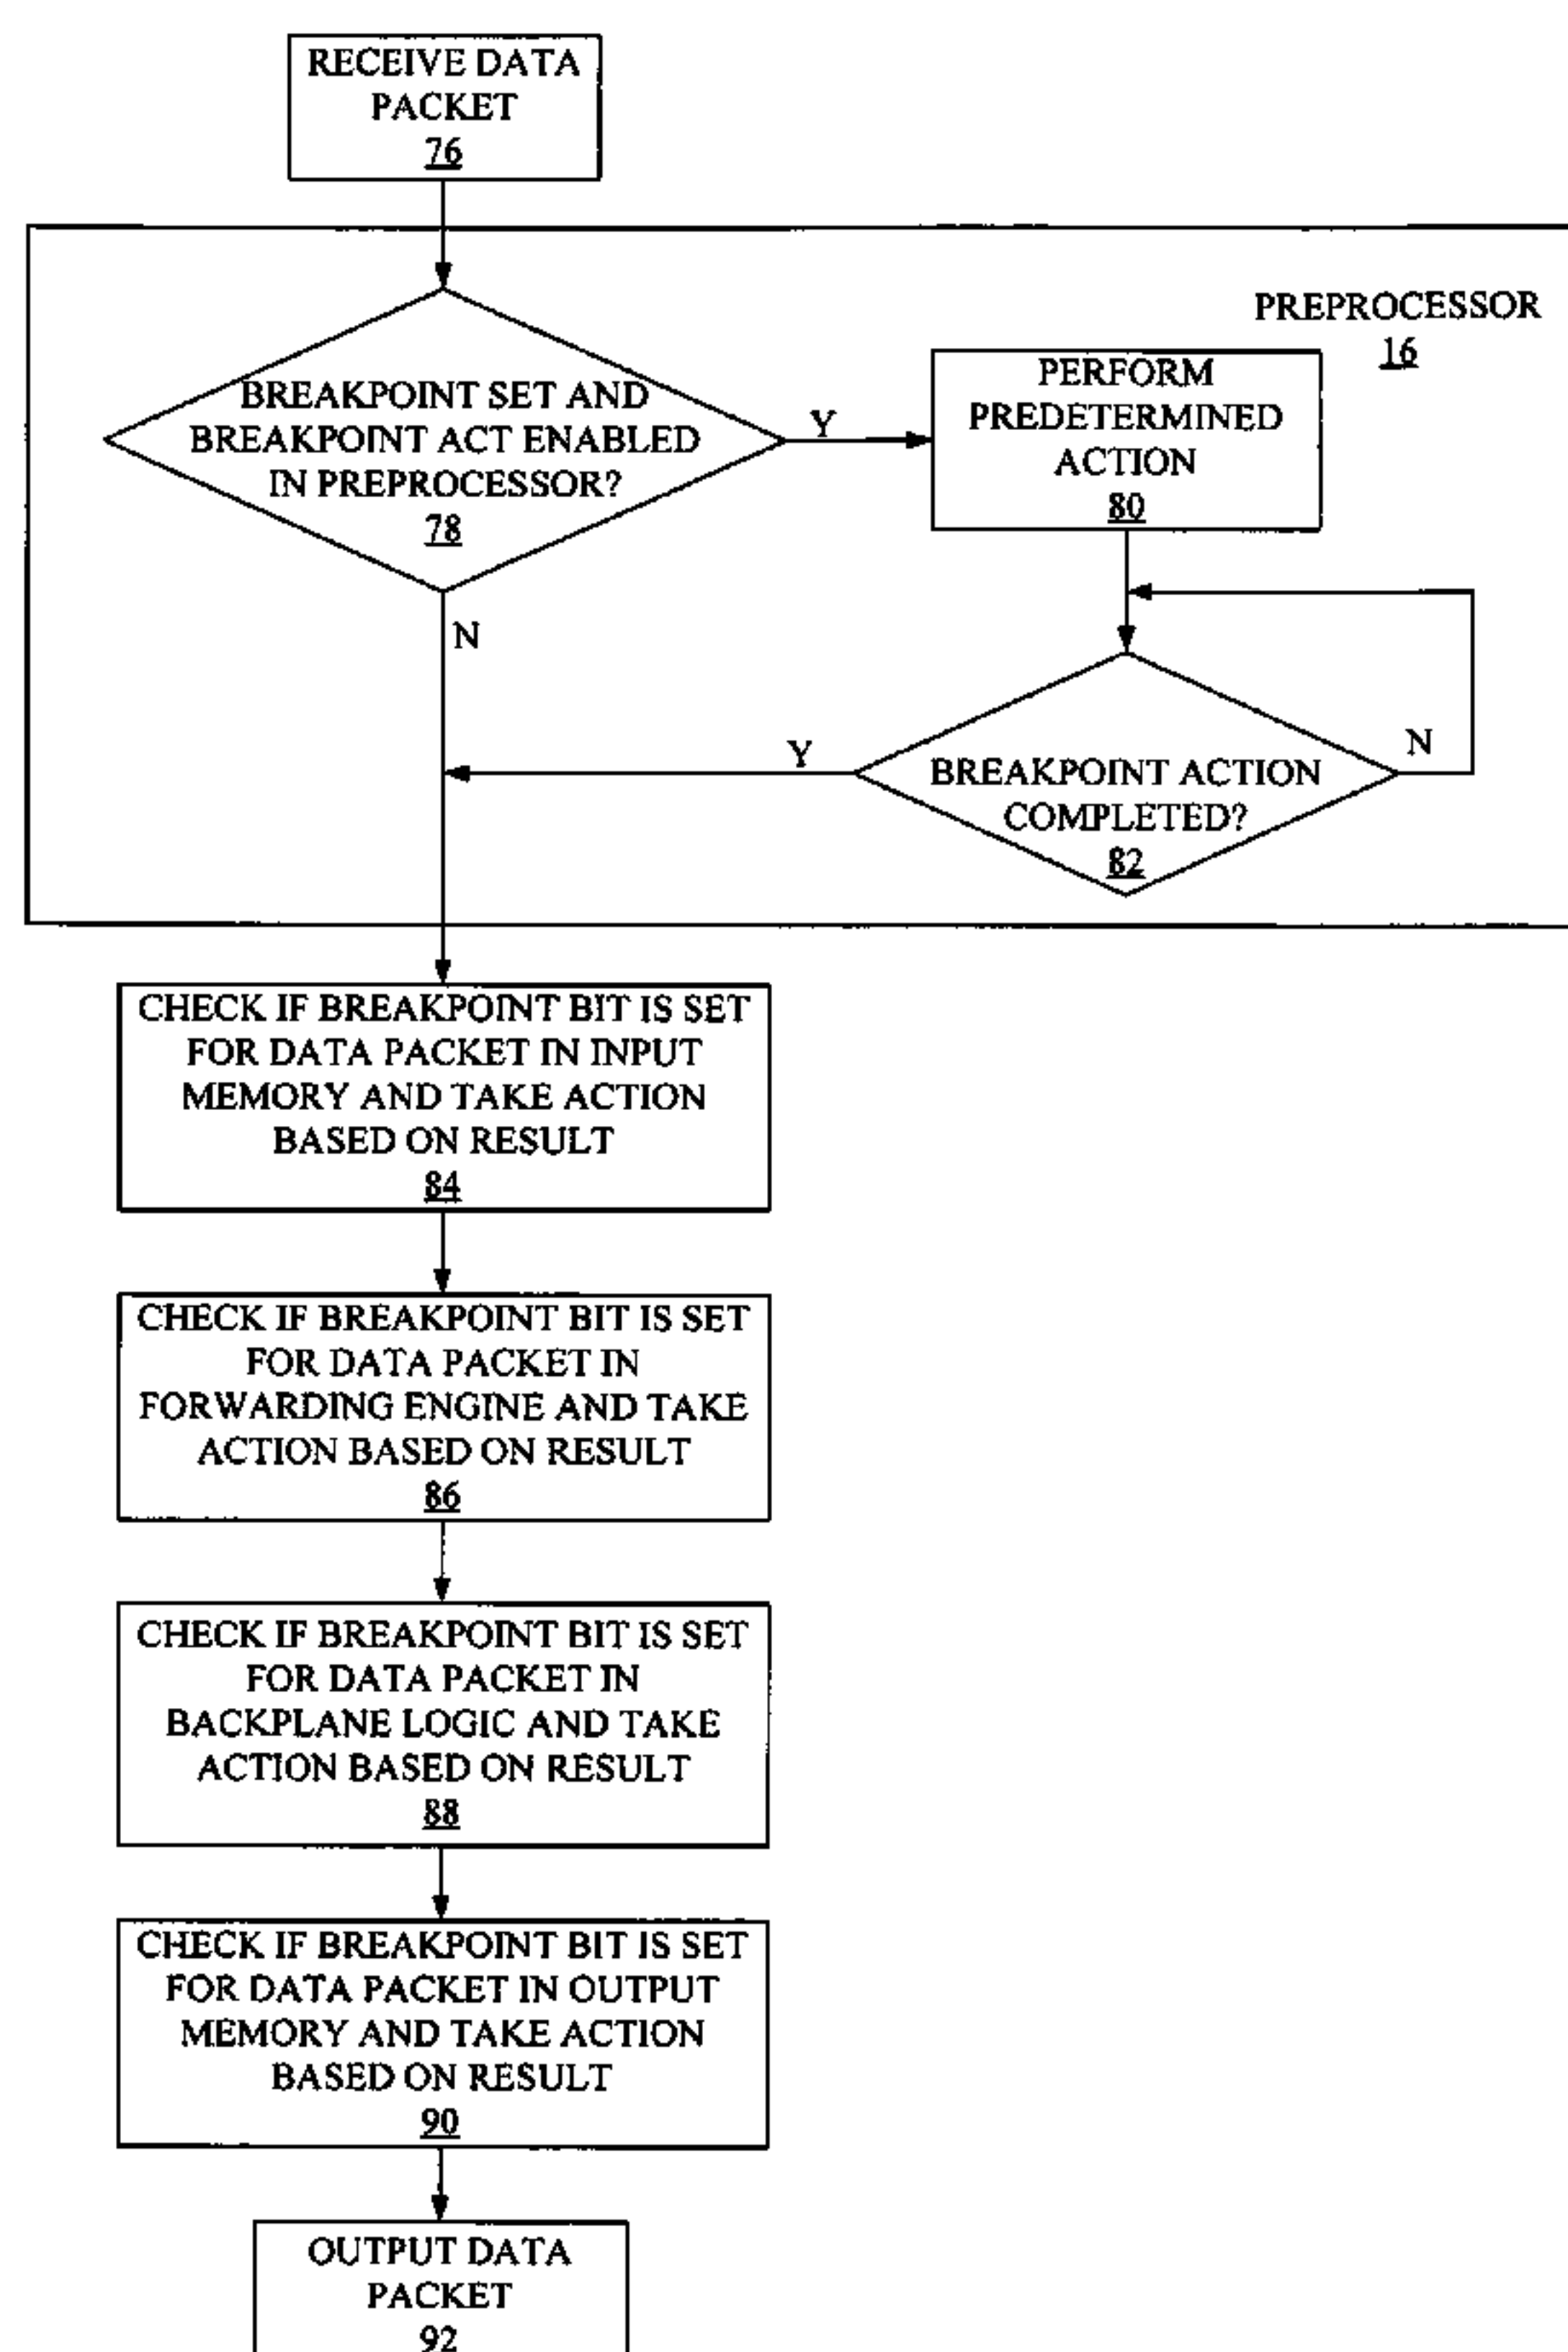 RECEIVE DATA
PACKET
76
PREPROCESSOR
16
BREAKPOINT SET AND
BREAKPOINT ACT ENABLED
IN PREPROCESSOR?
78
Y
PERFORM
PREDETERMINED
ACTION
80
N
Y
BREAKPOINT ACTION
COMPLETED?
82
N
CHECK IF BREAKPOINT BIT IS SET
FOR DATA PACKET IN INPUT
MEMORY AND TAKE ACTION
BASED ON RESULT
84
CHECK IF BREAKPOINT BIT IS SET
FOR DATA PACKET IN
FORWARDING ENGINE AND TAKE
ACTION BASED ON RESULT
86
CHECK IF BREAKPOINT BIT IS SET
FOR DATA PACKET IN
BACKPLANE LOGIC AND TAKE
ACTION BASED ON RESULT
88
CHECK IF BREAKPOINT BIT IS SET
FOR DATA PACKET IN OUTPUT
MEMORY AND TAKE ACTION
BASED ON RESULT
90
OUTPUT DATA
PACKET
92